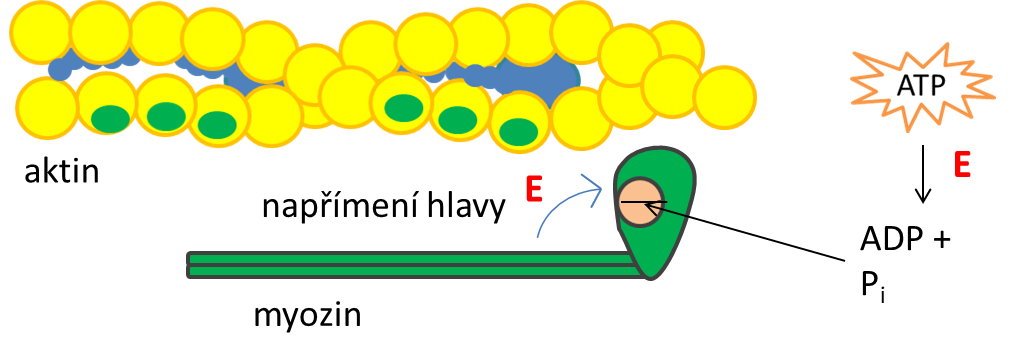 ATP
E
aktin
E
napřímení hlavy
ADP +
Pi
myozin